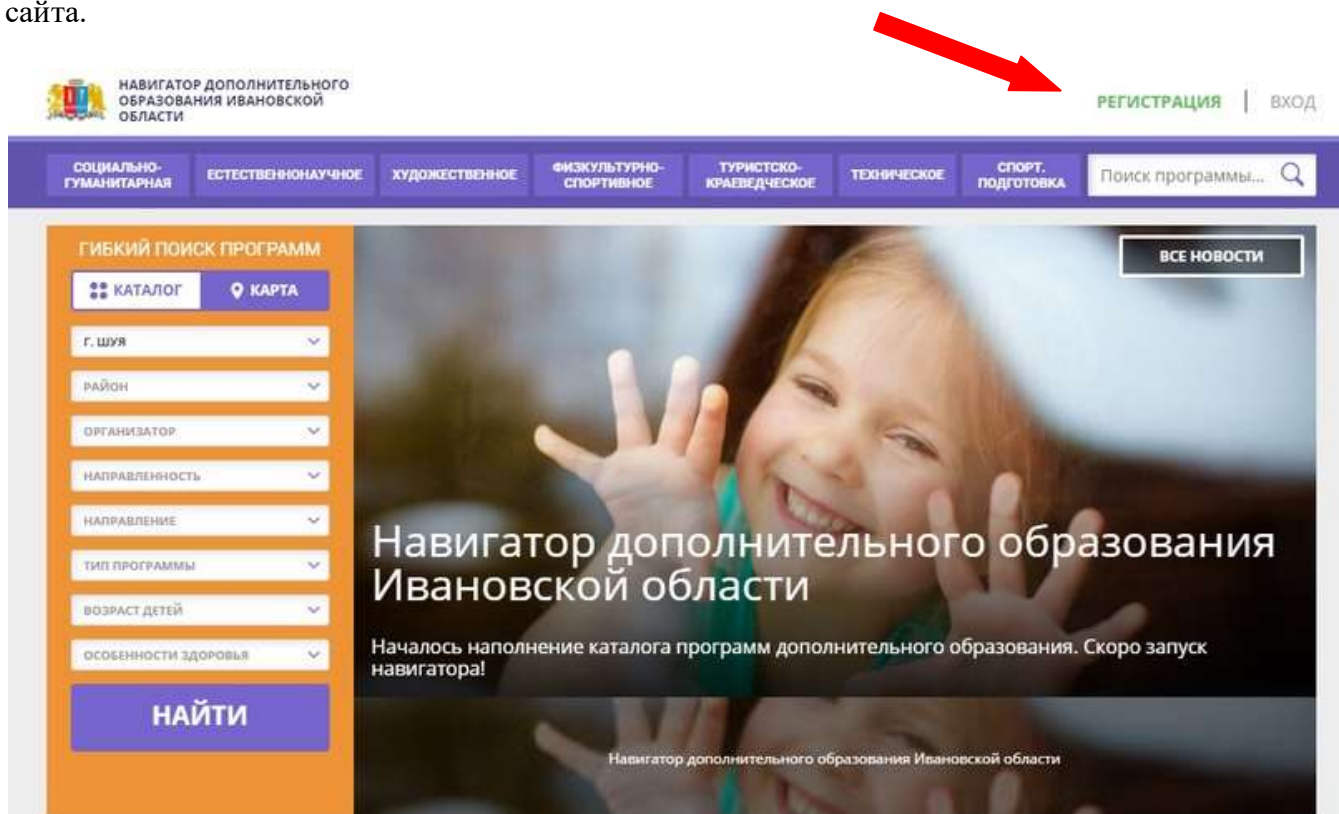 сайта.
НАВИГАТОР ДОПОЛНИТЕЛЬНОГО
ОБРАЗОВАНИЯ ИВАНОВСКОЙ
ОБЛАСТИ
РЕГИСТРАЦИЯ | ВХОД
СОЦИАЛЬНО-
ГУМАНИТАРНАЯ
ЕСТЕСТВЕННОНАУЧНОЕ
ХУДОЖЕСТВЕННОЕ
ФИЗКУЛЬТУРНО-
СПОРТИВНОЕ
ТУРИСТСКО-
КРАЕВЕДЧЕСКОЕ
ТЕХНИЧЕСКОЕ
СПОРТ.
ПОДГОТОВКА
Поиск программы...
ГИБКИЙ ПОИСК ПРОГРАММ
КАТАЛОГ
КАРТА
Г. ШУЯ
РАЙОН
ОРГАНИЗАТОР
НАПРАВЛЕННОСТЬ
НАПРАВЛЕНИЕ
ТИП ПРОГРАММЫ
ВОЗРАСТ ДЕТЕЙ
ОСОБЕННОСТИ ЗДОРОВЬЯ
НАЙТИ
ВСЕ НОВОСТИ
Навигатор дополнительного образования
Ивановской области
Началось наполнение каталога программ дополнительного образования. Скоро запуск
навигатора!
Навигатор дополнительного образования Ивановской области